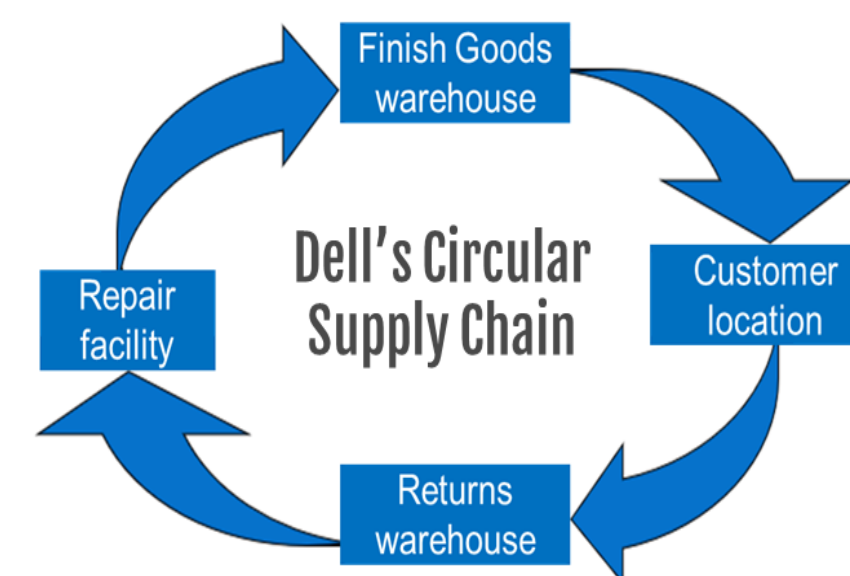 Finish Goods
warehouse
Dell’s Circular
Supply Chain
Customer
location
Repair
facility
Returns
warehouse